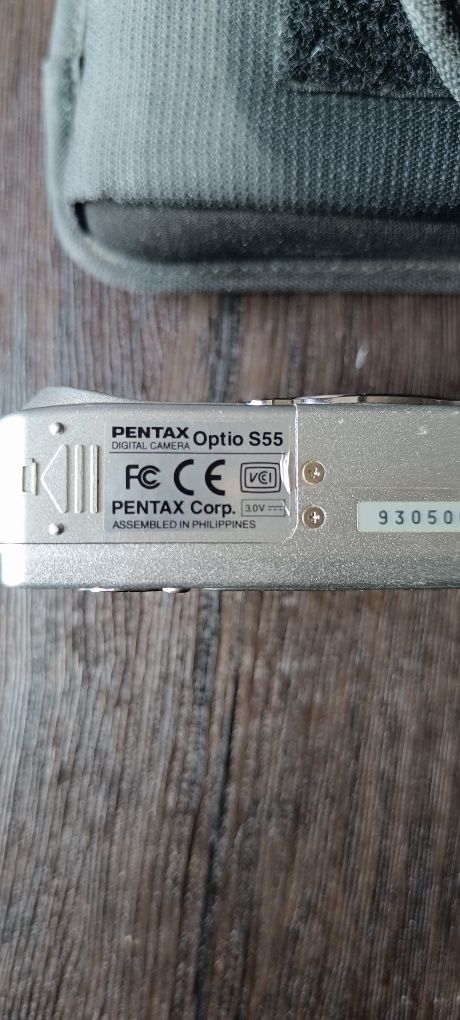 PENTAX Optio S55
DIGITAL CAMERA
FC CE VCI
PENTAX Corp. 3.0V
ASSEMBLED IN PHILIPPINES
93050